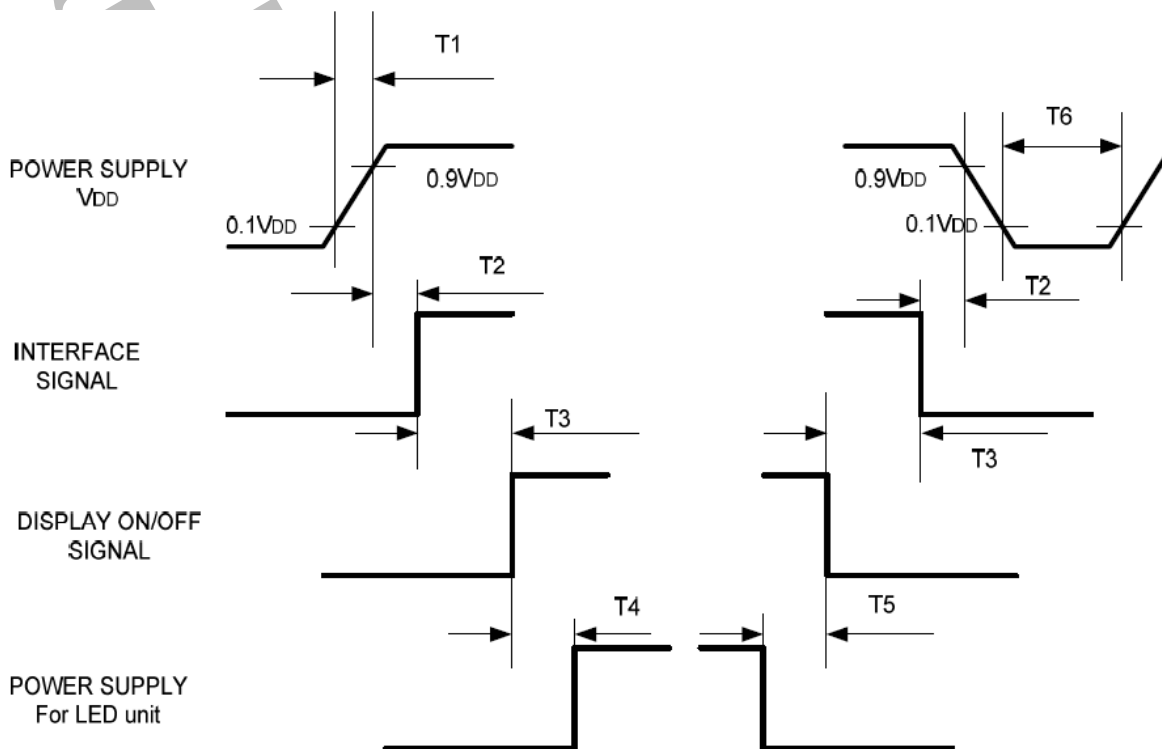 T1
T6
POWER SUPPLY
VDD
0.9VDD
0.9VDD
0.1VDD
0.1VDD
T2
T2
INTERFACE
SIGNAL
T3
T3
DISPLAY ON/OFF
SIGNAL
T4
T5
POWER SUPPLY
For LED unit